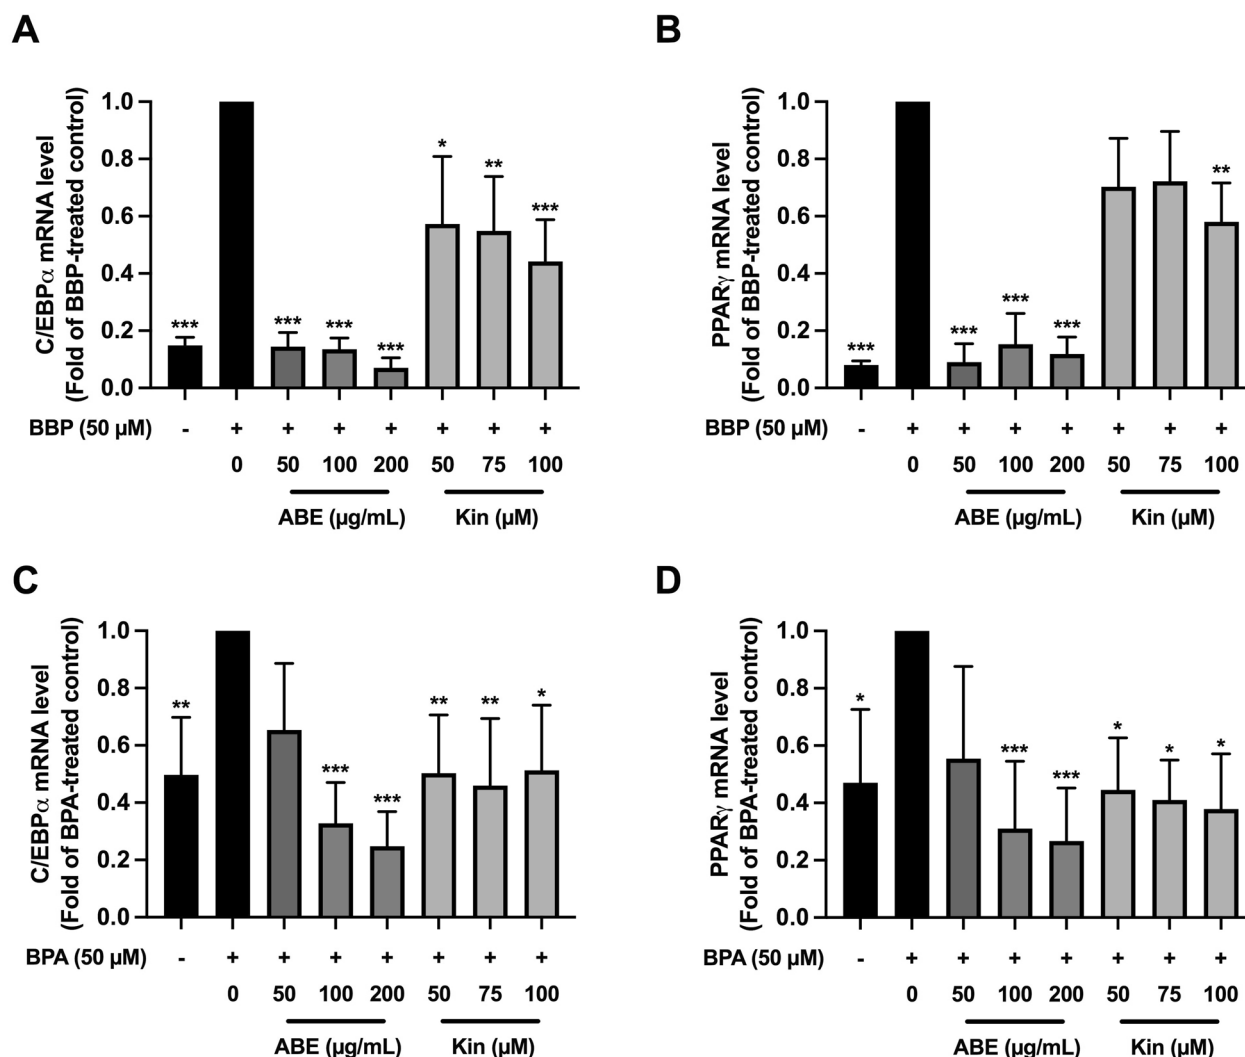 A
C/EBPα mRNA level
(Fold of BBP-treated control)
1.0
0.8
0.6
0.4
0.2
0.0
*** *** *** *** * ** ***
BBP (50 µM) - + + + + + + +
0 50 100 200 50 75 100
ABE (µg/mL) Kin (µM)
B
PPARγ mRNA level
(Fold of BBP-treated control)
1.0
0.8
0.6
0.4
0.2
0.0
*** *** *** *** **
BBP (50 µM) - + + + + + + +
0 50 100 200 50 75 100
ABE (µg/mL) Kin (µM)
C
C/EBPα mRNA level
(Fold of BPA-treated control)
1.0
0.8
0.6
0.4
0.2
0.0
** *** *** ** ** *
BPA (50 µM) - + + + + + + +
0 50 100 200 50 75 100
ABE (µg/mL) Kin (µM)
D
PPARγ mRNA level
(Fold of BPA-treated control)
1.0
0.8
0.6
0.4
0.2
0.0
* *** *** * * *
BPA (50 µM) - + + + + + + +
0 50 100 200 50 75 100
ABE (µg/mL) Kin (µM)